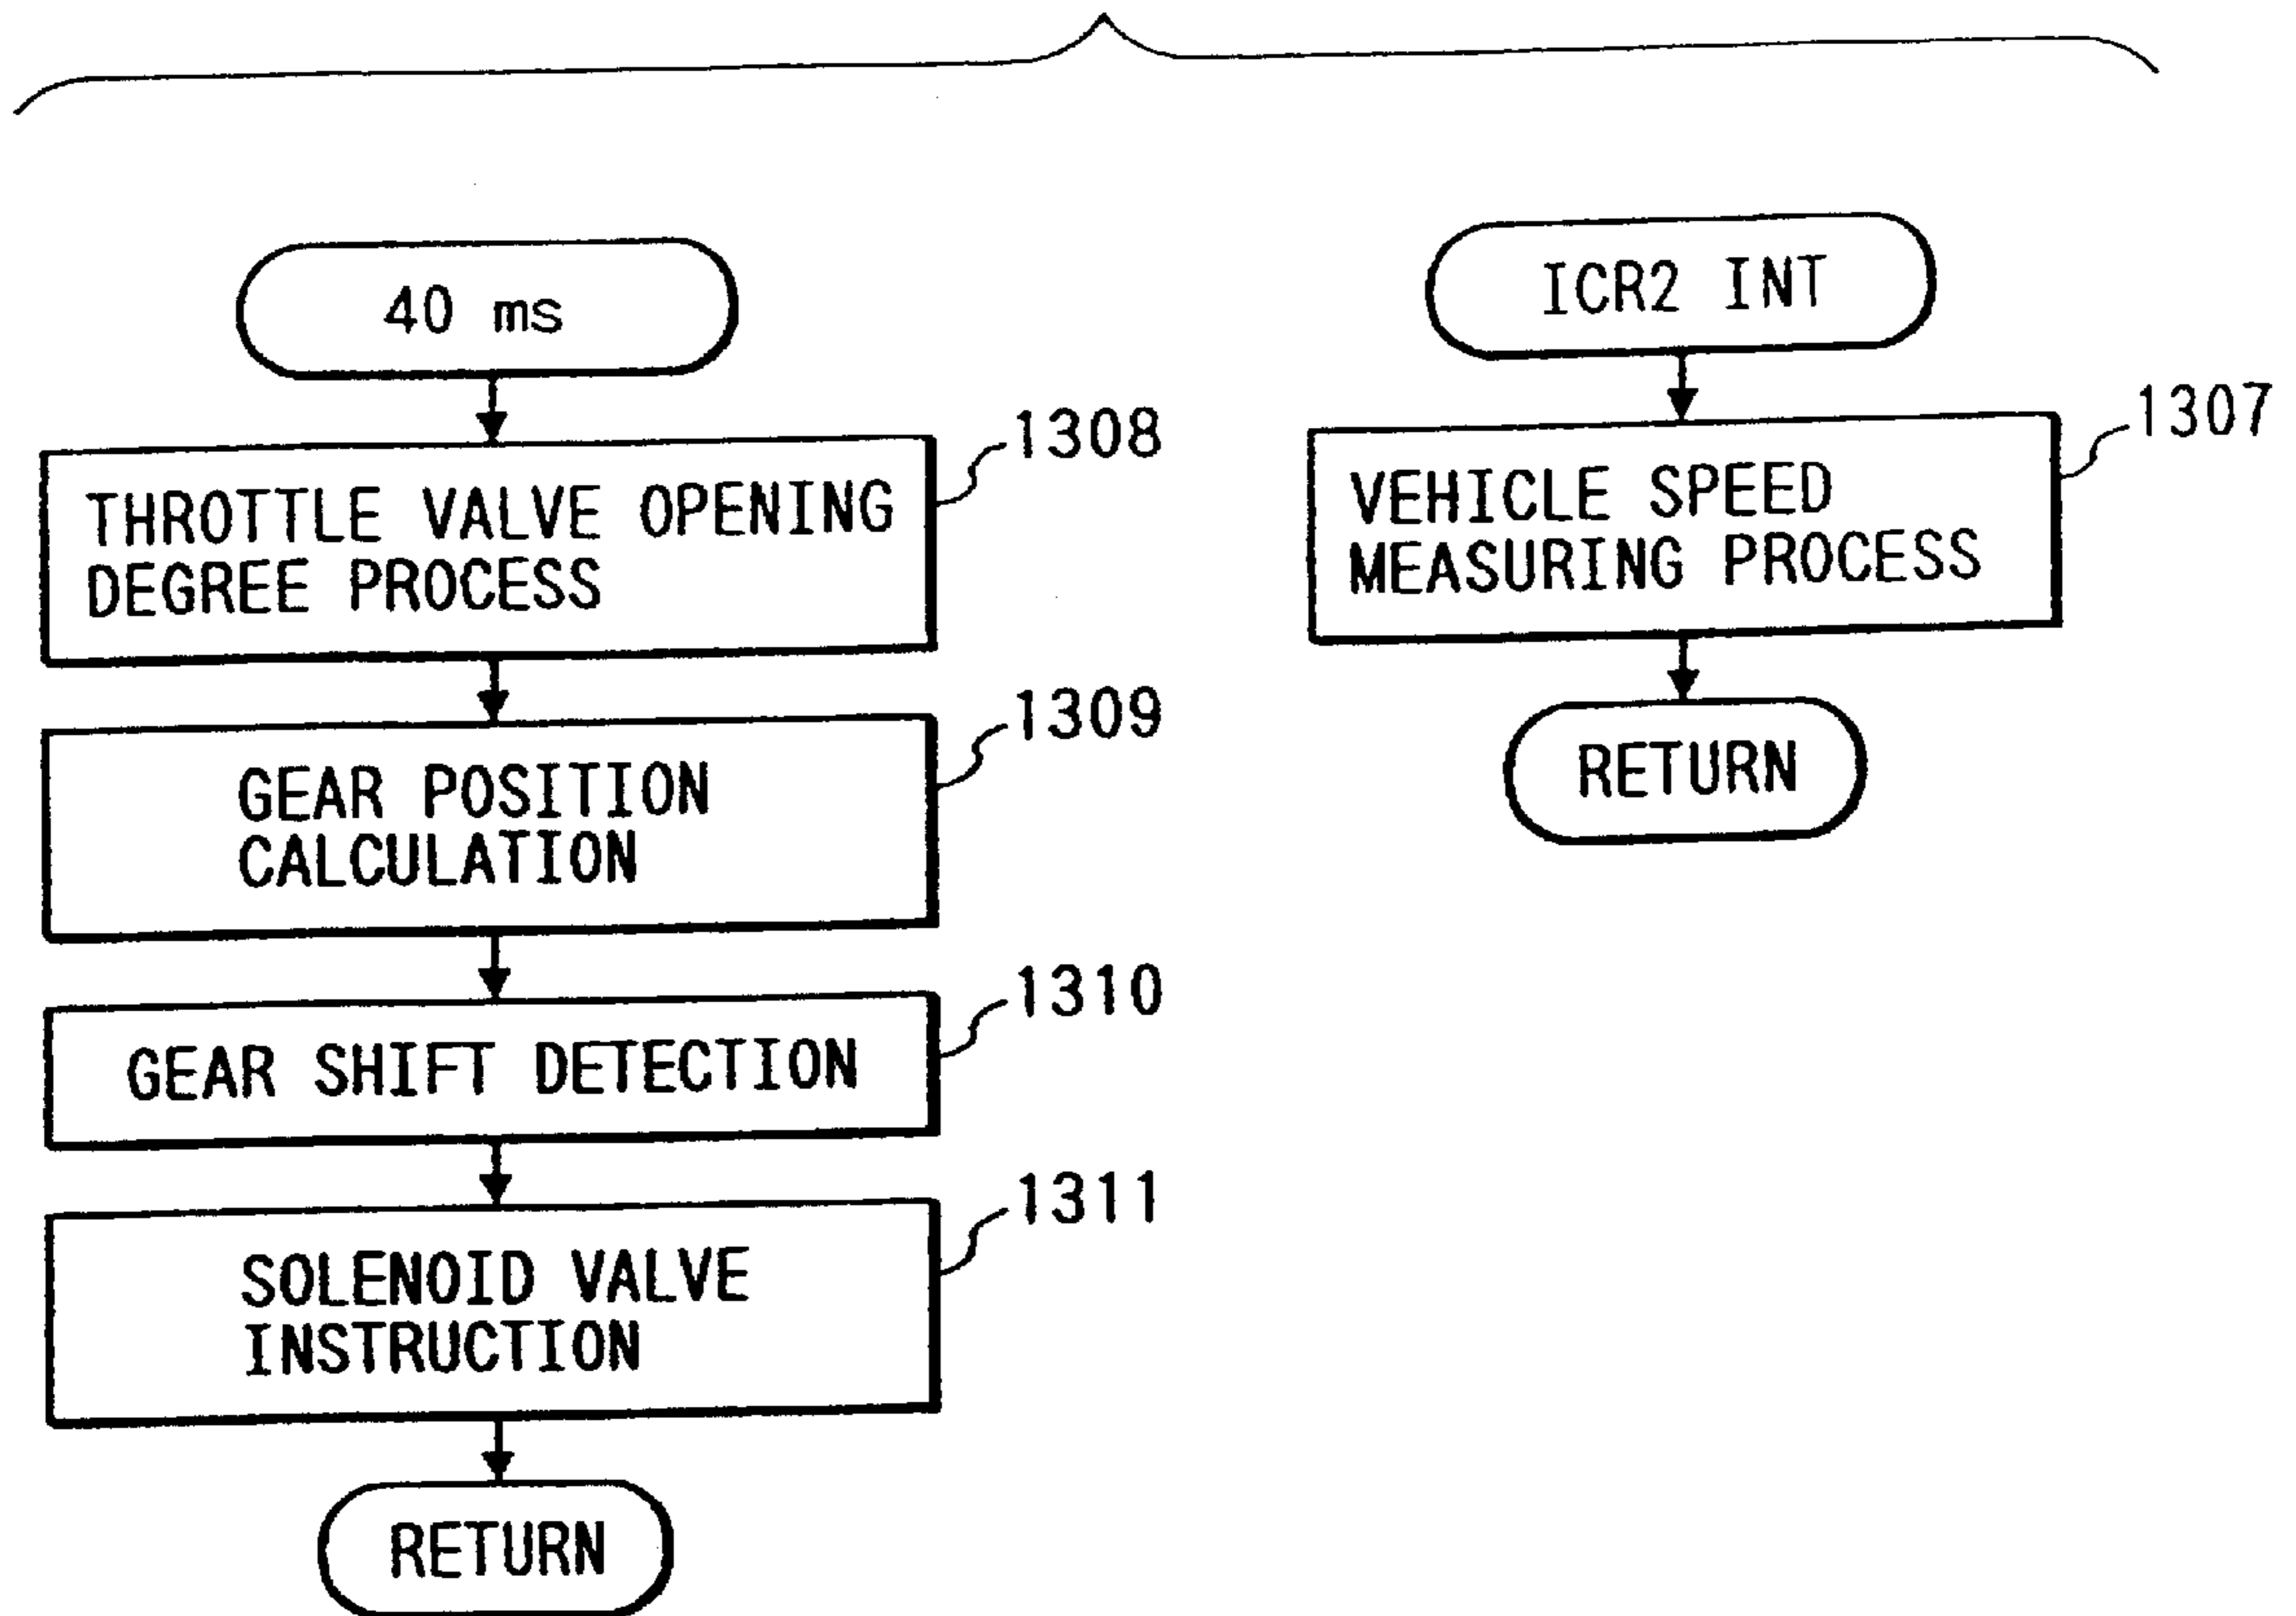 40 ms
1308
THROTTLE VALVE OPENING
DEGREE PROCESS
1309
GEAR POSITION
CALCULATION
1310
GEAR SHIFT DETECTION
1311
SOLENOID VALVE
INSTRUCTION
RETURN
ICR2 INT
1307
VEHICLE SPEED
MEASURING PROCESS
RETURN